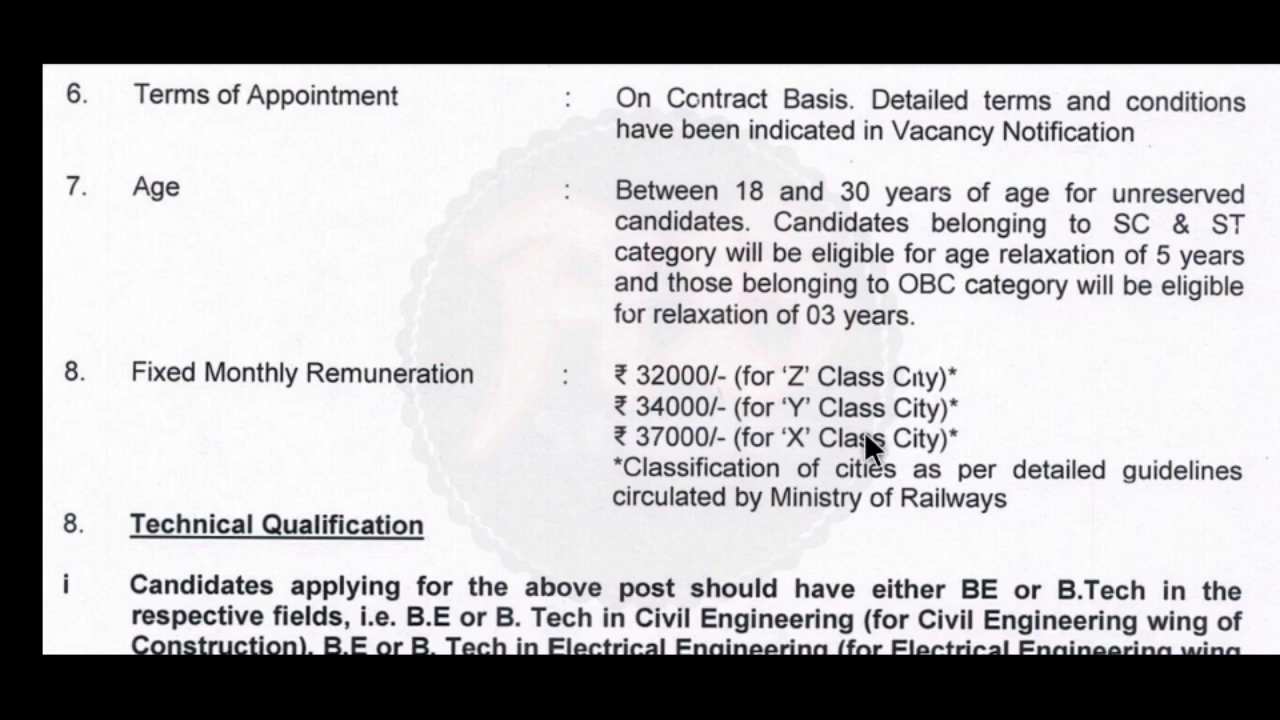 6. Terms of Appointment : On Contract Basis. Detailed terms and conditions
have been indicated in Vacancy Notification
7. Age : Between 18 and 30 years of age for unreserved
candidates. Candidates belonging to SC & ST
category will be eligible for age relaxation of 5 years
and those belonging to OBC category will be eligible
for relaxation of 03 years.
8. Fixed Monthly Remuneration : ₹ 32000/- (for ‘Z’ Class City)*
₹ 34000/- (for ‘Y’ Class City)*
₹ 37000/- (for ‘X’ Class City)*
*Classification of cities as per detailed guidelines
circulated by Ministry of Railways
8. Technical Qualification
i Candidates applying for the above post should have either BE or B.Tech in the
respective fields, i.e. B.E or B. Tech in Civil Engineering (for Civil Engineering wing of
Construction), B.E or B. Tech in Electrical Engineering (for Electrical Engineering wing